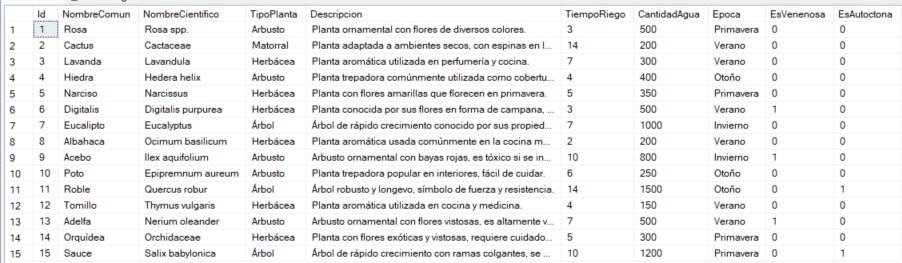 Id NombreComun NombreCientifico TipoPlanta Descripcion TiempoRiego CantidadAgua Epoca EsVenenosa EsAutoctona
1 1 Rosa Rosa spp. Arbusto Planta ornamental con flores de diversos colores. 3 500 Primavera 0 0
2 2 Cactus Cactaceae Matorral Planta adaptada a ambientes secos, con espinas en l... 14 200 Verano 0 0
3 3 Lavanda Lavandula Herbácea Planta aromática utilizada en perfumería y cocina. 7 300 Verano 0 0
4 4 Hiedra Hedera helix Arbusto Planta trepadora comúnmente utilizada como cobertu... 4 400 Otoño 0 0
5 5 Narciso Narcissus Herbácea Planta con flores amarillas que florecen en primavera. 5 350 Primavera 0 0
6 6 Digitalis Digitalis purpurea Herbácea Planta conocida por sus flores en forma de campana, ... 3 500 Verano 1 0
7 7 Eucalipto Eucalyptus Árbol Árbol de rápido crecimiento conocido por sus propied... 7 1000 Invierno 0 0
8 8 Albahaca Ocimum basilicum Herbácea Planta aromática usada comúnmente en la cocina m... 2 200 Verano 0 0
9 9 Acebo Ilex aquifolium Arbusto Arbusto ornamental con bayas rojas, es tóxico si se in... 10 800 Invierno 1 0
10 10 Poto Epipremnum aureum Arbusto Planta trepadora popular en interiores, fácil de cuidar. 6 250 Otoño 0 0
11 11 Roble Quercus robur Árbol Árbol robusto y longevo, símbolo de fuerza y resistencia. 14 1500 Otoño 0 1
12 12 Tomillo Thymus vulgaris Herbácea Planta aromática utilizada en cocina y medicina. 4 150 Verano 0 0
13 13 Adelfa Nerium oleander Arbusto Arbusto ornamental con flores vistosas, es altamente v... 7 500 Verano 1 0
14 14 Orquídea Orchidaceae Herbácea Planta con flores exóticas y vistosas, requiere cuidado... 5 300 Primavera 0 0
15 15 Sauce Salix babylonica Árbol Árbol de rápido crecimiento con ramas colgantes, se ... 10 1200 Primavera 0 1